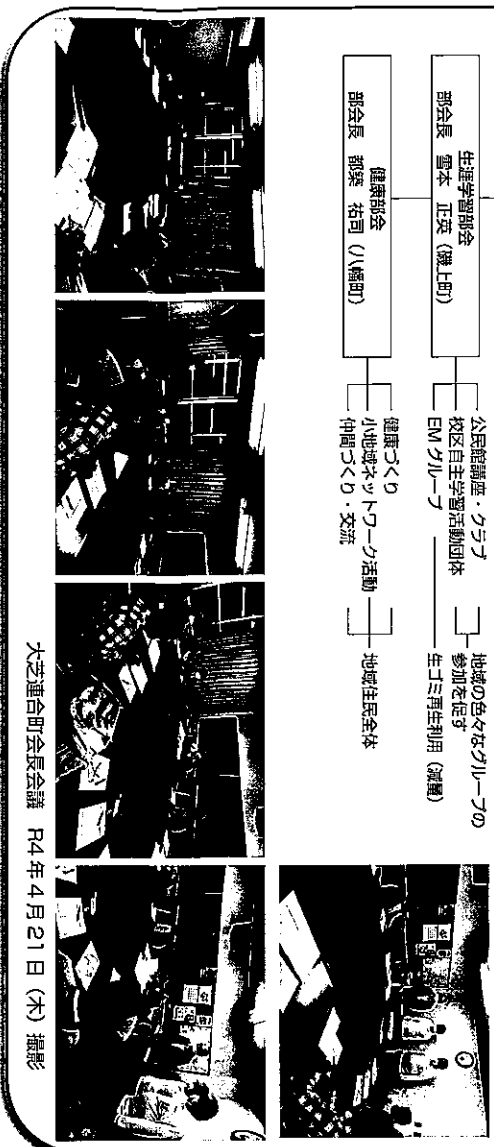 生涯学習部会
部会長 雪本 正英（磯上町）
公民館講座・クラブ
校区自主学習活動団体
EMグループ
地域の色々なグループの
参加を促す
生ゴミ再生利用（減量）
健康部会
部会長 都築 祐司（八幡町）
健康づくり
小地域ネットワーク活動
仲間づくり・交流
地域住民全体
大芝連合町会長会議 R4年4月21日（木）撮影